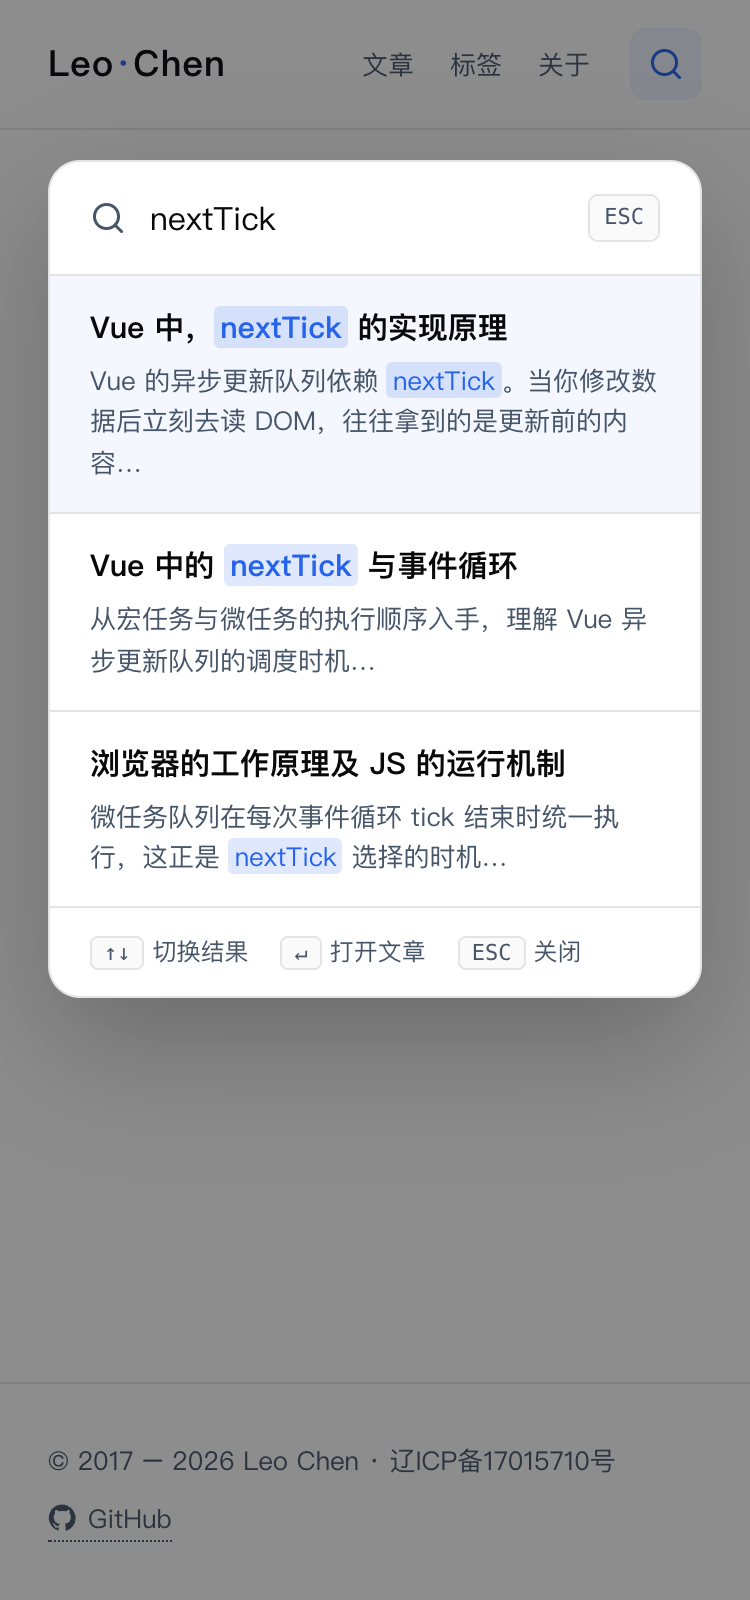 Leo·Chen 文章 标签 关于
nextTick ESC
Vue 中，nextTick 的实现原理
Vue 的异步更新队列依赖 nextTick。当你修改数
据后立刻去读 DOM，往往拿到的是更新前的内
容…
Vue 中的 nextTick 与事件循环
从宏任务与微任务的执行顺序入手，理解 Vue 异
步更新队列的调度时机…
浏览器的工作原理及 JS 的运行机制
微任务队列在每次事件循环 tick 结束时统一执
行，这正是 nextTick 选择的时机…
↑↓ 切换结果 ↵ 打开文章 ESC 关闭
© 2017 — 2026 Leo Chen · 辽ICP备17015710号
GitHub